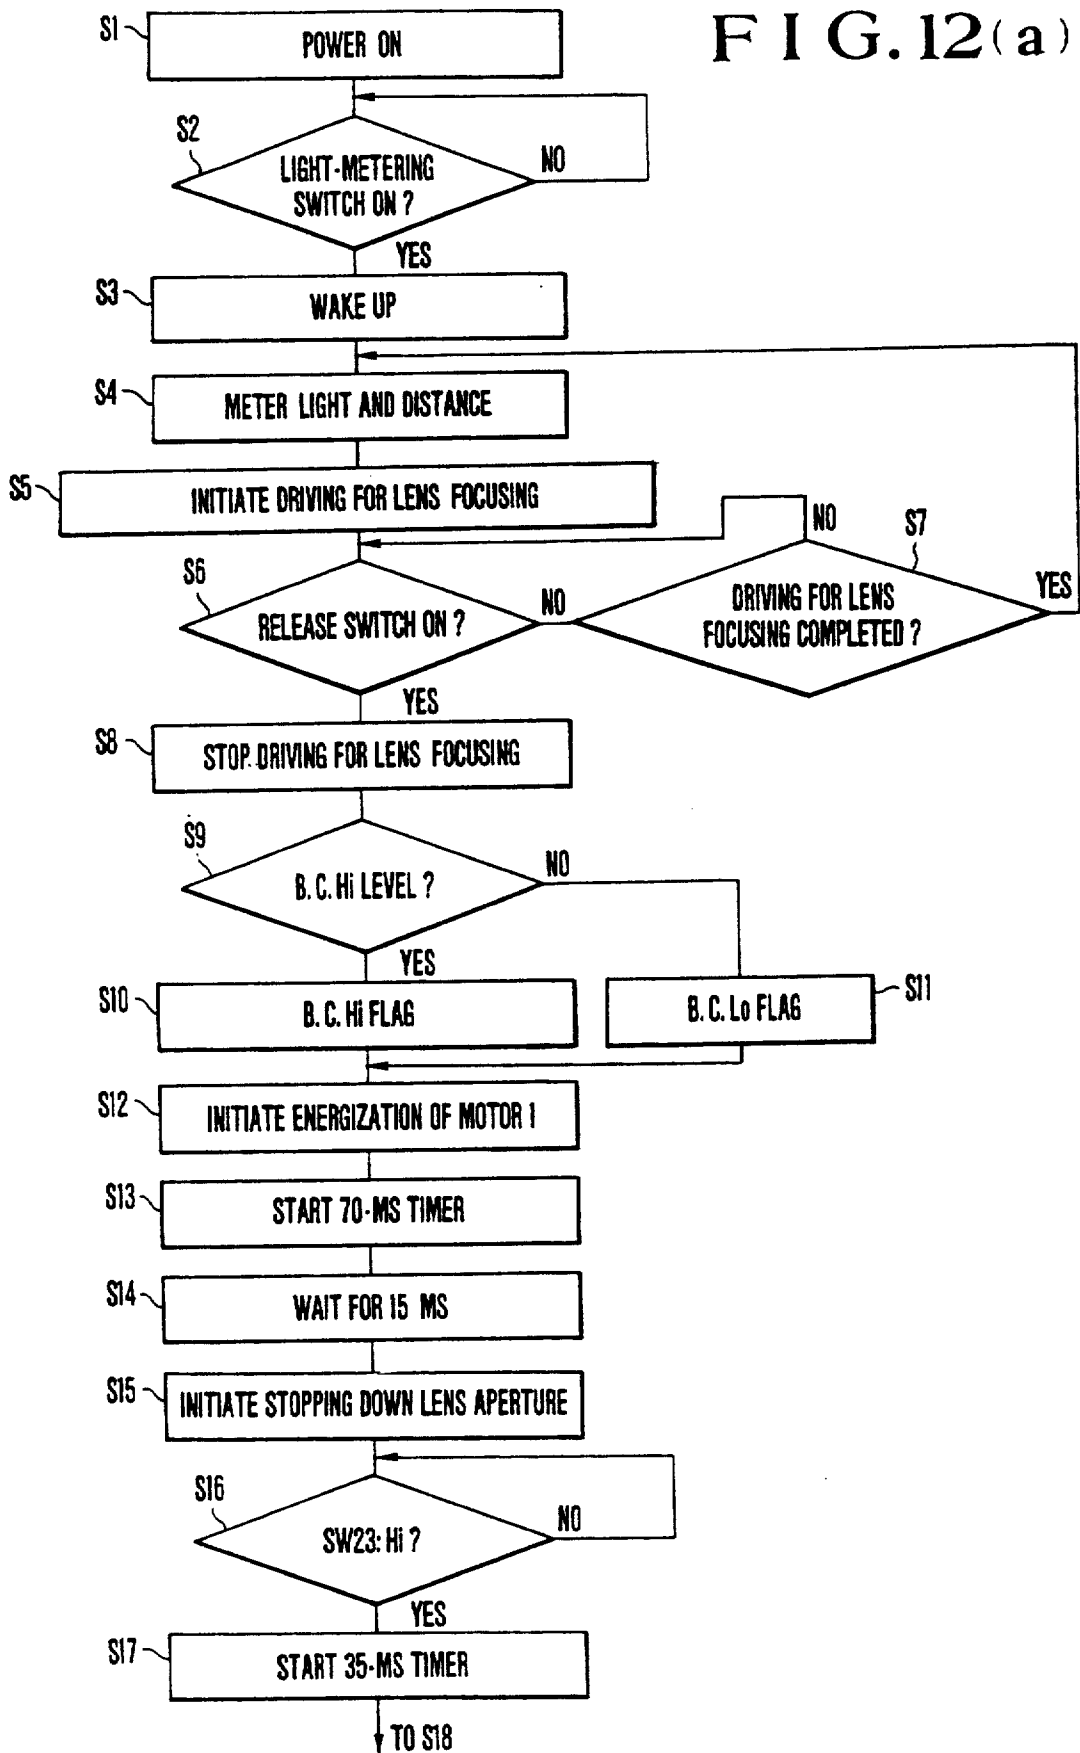 FIG. 12(a)
S1
POWER ON
S2
LIGHT-METERING
SWITCH ON ?
NO
YES
S3
WAKE UP
S4
METER LIGHT AND DISTANCE
S5
INITIATE DRIVING FOR LENS FOCUSING
S6
RELEASE SWITCH ON ?
NO
S7
NO
DRIVING FOR LENS
FOCUSING COMPLETED ?
YES
YES
S8
STOP DRIVING FOR LENS FOCUSING
S9
B. C. Hi LEVEL ?
NO
YES
S10
B. C. Hi FLAG
S11
B. C. Lo FLAG
S12
INITIATE ENERGIZATION OF MOTOR 1
S13
START 70-MS TIMER
S14
WAIT FOR 15 MS
S15
INITIATE STOPPING DOWN LENS APERTURE
S16
SW23: Hi ?
NO
YES
S17
START 35-MS TIMER
TO S18